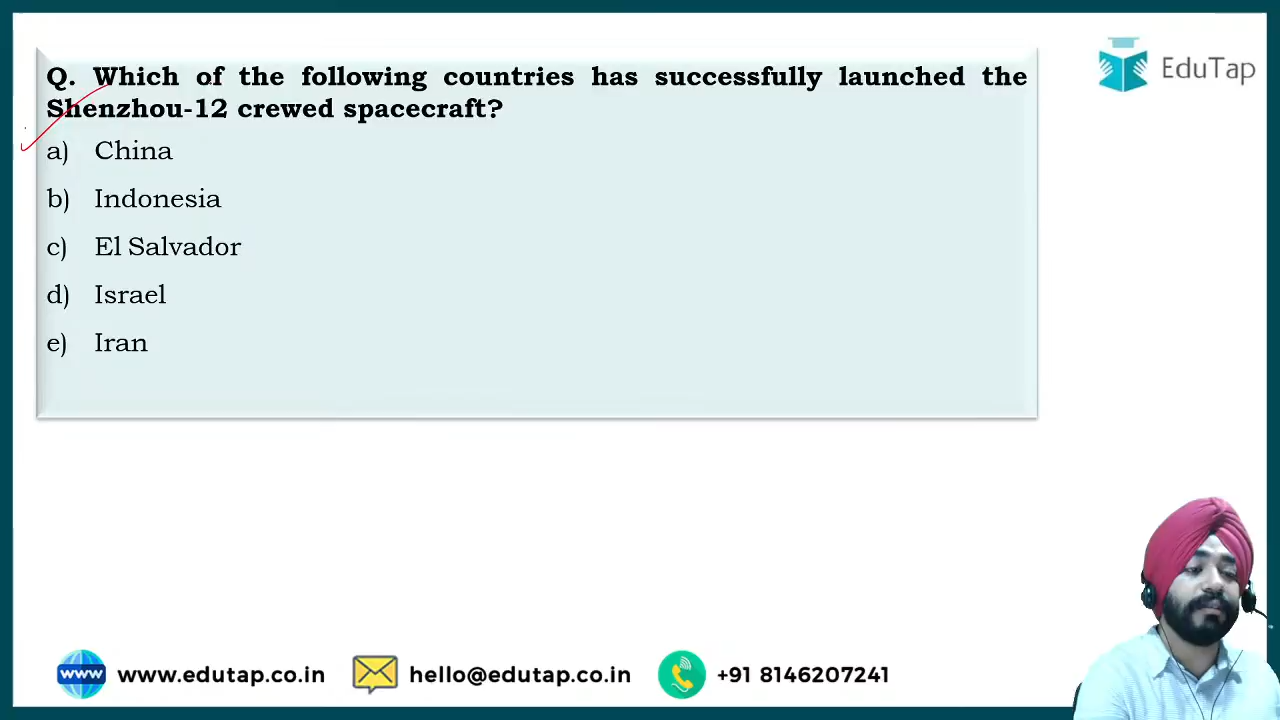 Q. Which of the following countries has successfully launched the
Shenzhou-12 crewed spacecraft?
a) China
b) Indonesia
c) El Salvador
d) Israel
e) Iran
EduTap
www www.edutap.co.in hello@edutap.co.in +91 8146207241